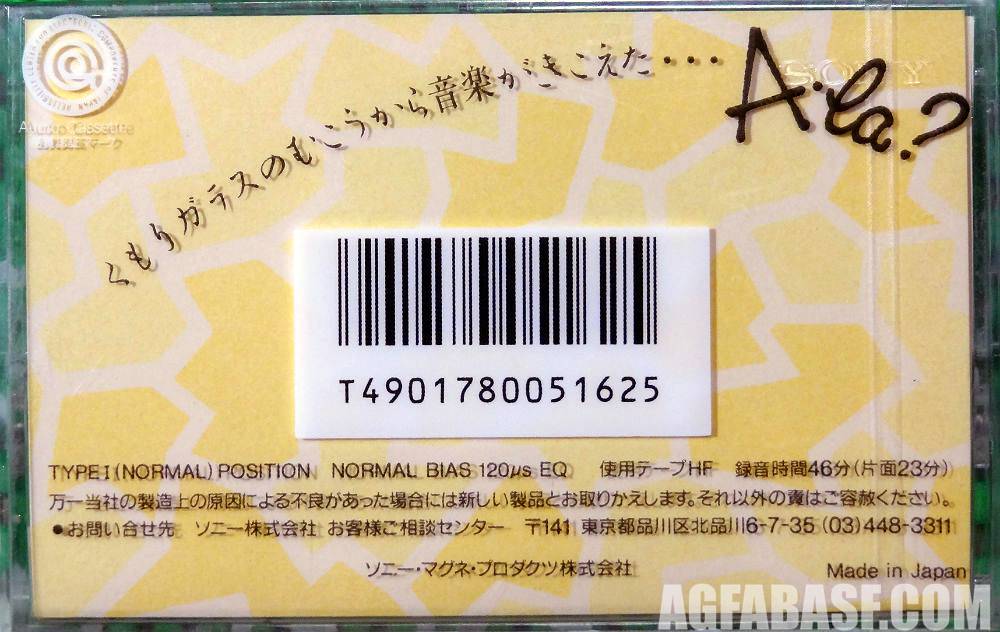 くもりガラスのむこうから音楽がきこえた・・・
A・la?
SONY
Audio Cassette
T4901780051625
TYPE I (NORMAL) POSITION NORMAL BIAS 120μs EQ 使用テープHF 録音時間46分(片面23分)
万一当社の製造上の原因による不良があった場合には新しい製品とお取りかえします。それ以外の責はご容赦ください。
●お問い合せ先 ソニー株式会社 お客様ご相談センター 〒141 東京都品川区北品川6-7-35 (03)448-3311
ソニー・マグネ・プロダクツ株式会社 Made in Japan
AGFABASE.COM